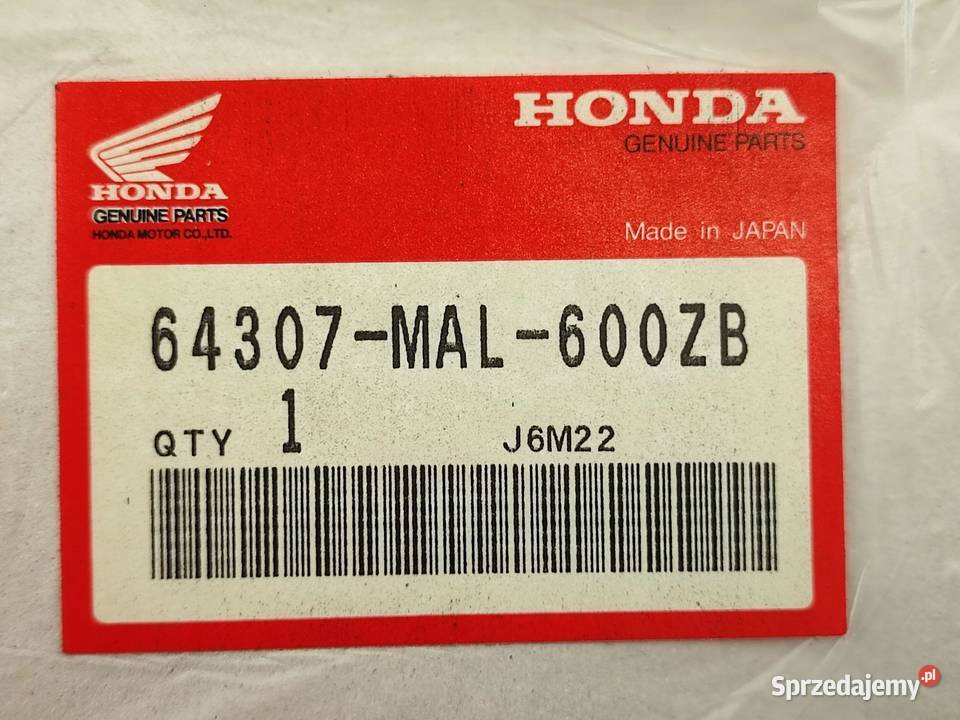 HONDA
GENUINE PARTS
HONDA MOTOR CO.,LTD.
HONDA
GENUINE PARTS
Made in JAPAN
64307-MAL-600ZB
QTY 1 J6M22
Sprzedajemy.pl